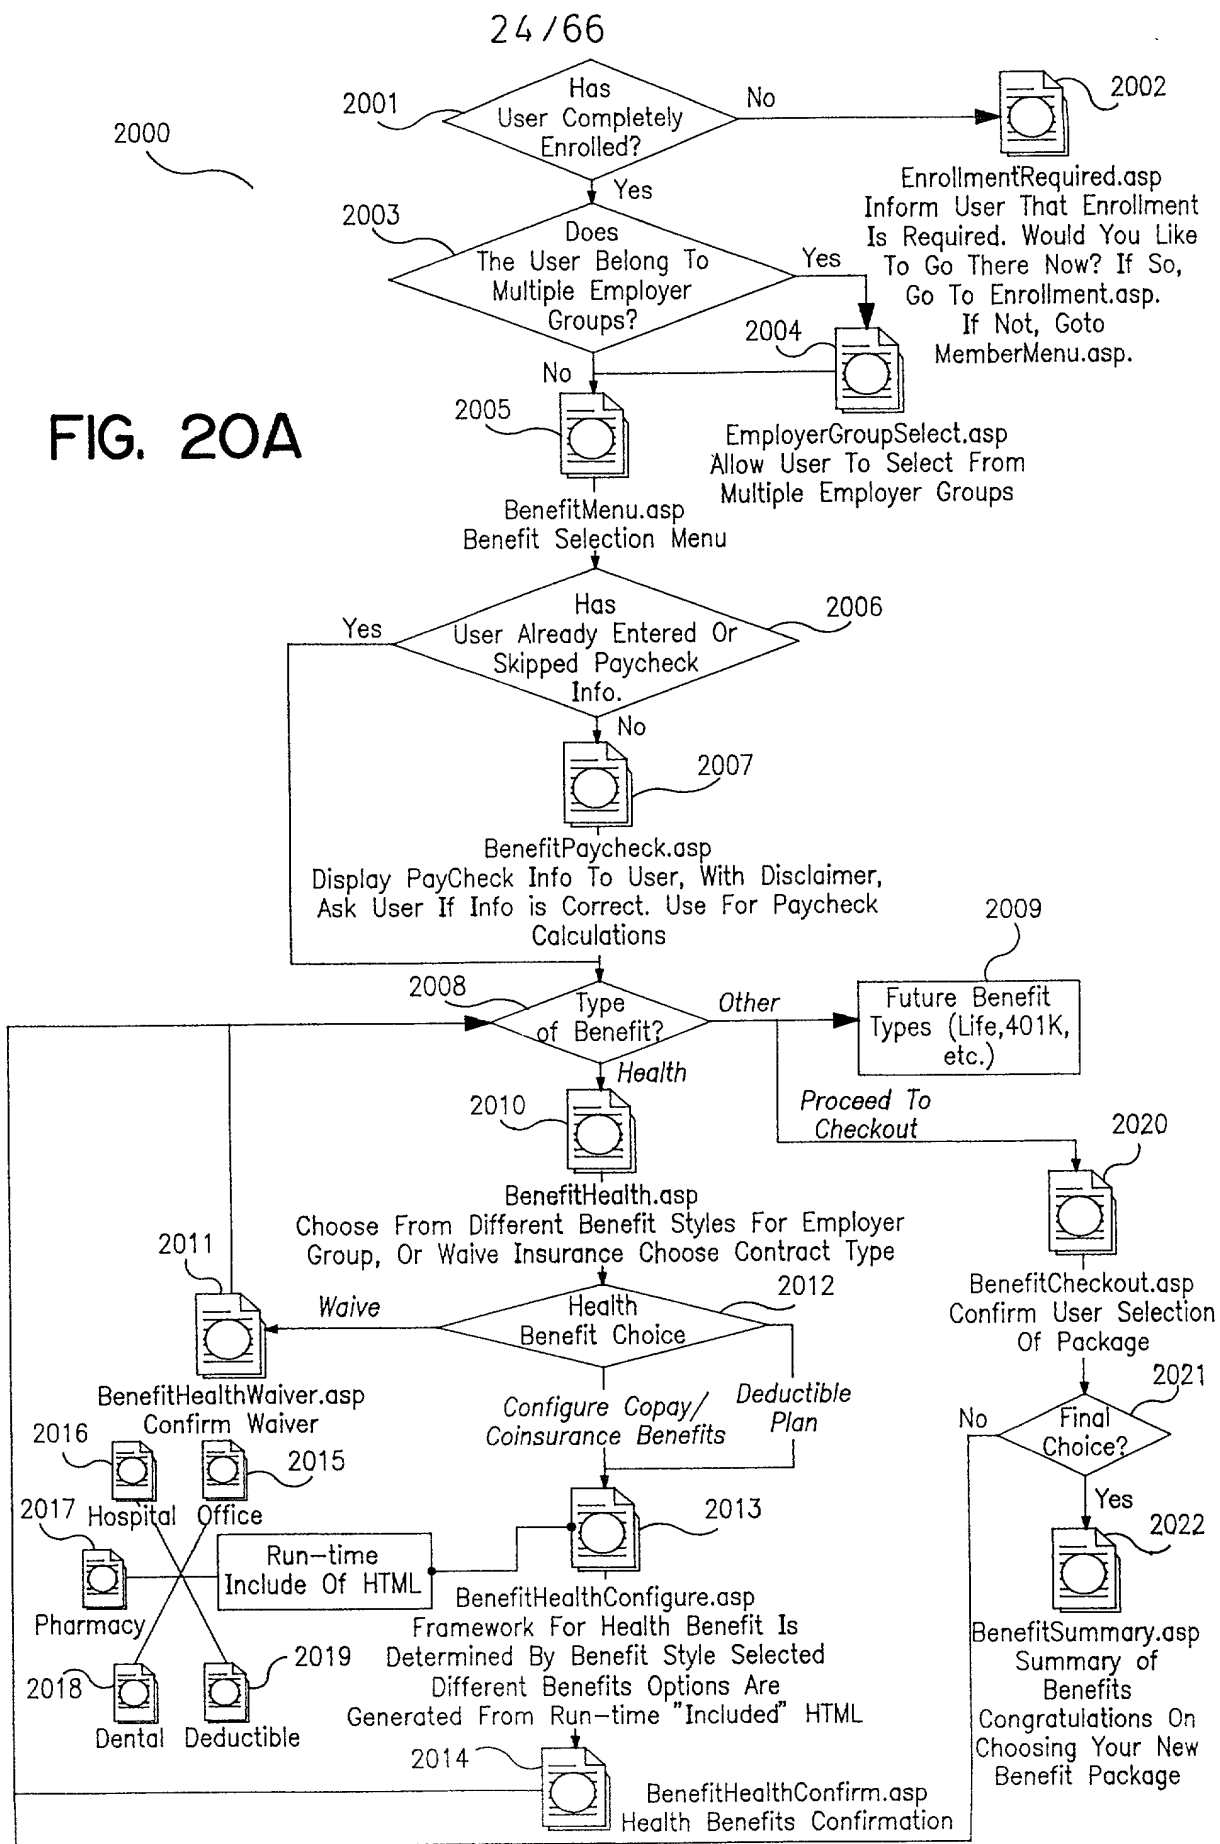 24/66
2000
2001
Has
User Completely
Enrolled?
No
2002
EnrollmentRequired.asp
Inform User That Enrollment
Is Required. Would You Like
To Go There Now? If So,
Go To Enrollment.asp.
If Not, Goto
MemberMenu.asp.
Yes
2003
Does
The User Belong To
Multiple Employer
Groups?
Yes
2004
EmployerGroupSelect.asp
Allow User To Select From
Multiple Employer Groups
No
FIG. 20A
2005
BenefitMenu.asp
Benefit Selection Menu
2006
Has
User Already Entered Or
Skipped Paycheck
Info.
Yes
No
2007
BenefitPaycheck.asp
Display PayCheck Info To User, With Disclaimer,
Ask User If Info is Correct. Use For Paycheck
Calculations
2008
Type
of Benefit?
Other
2009
Future Benefit
Types (Life,401K,
etc.)
Health
Proceed To
Checkout
2010
BenefitHealth.asp
Choose From Different Benefit Styles For Employer
Group, Or Waive Insurance Choose Contract Type
2020
BenefitCheckout.asp
Confirm User Selection
Of Package
2011
Waive
BenefitHealthWaiver.asp
Confirm Waiver
2012
Health
Benefit Choice
Configure Copay/
Coinsurance Benefits
Deductible
Plan
2021
Final
Choice?
No
Yes
2022
BenefitSummary.asp
Summary of
Benefits
Congratulations On
Choosing Your New
Benefit Package
2016
Hospital
2015
Office
2017
Pharmacy
Run-time
Include Of HTML
2018
Dental
2019
Deductible
2013
BenefitHealthConfigure.asp
Framework For Health Benefit Is
Determined By Benefit Style Selected
Different Benefits Options Are
Generated From Run-time "Included" HTML
2014
BenefitHealthConfirm.asp
Health Benefits Confirmation